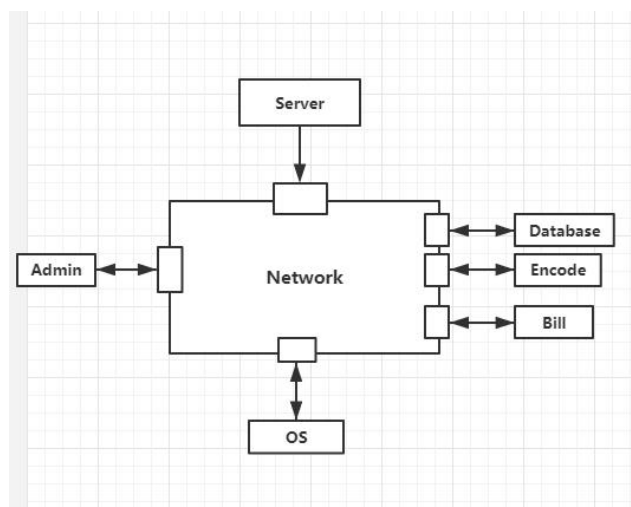 Server
Database
Admin
Network
Encode
Bill
OS